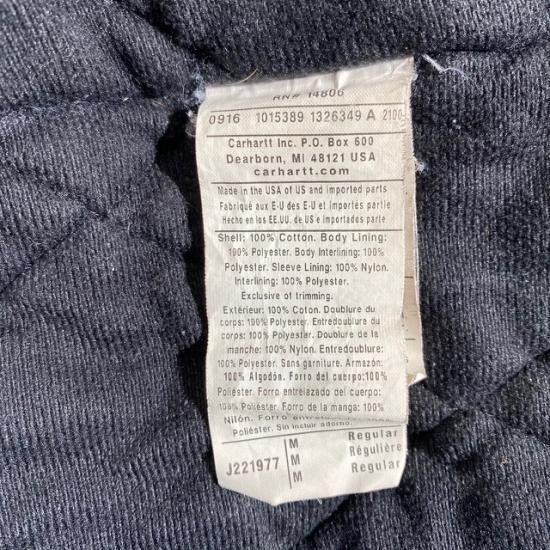 RN# 14806
0916 1015389 1326349 A 2100
Carhartt Inc. P.O. Box 600
Dearborn, MI 48121 USA
carhartt.com
Made in the USA of US and imported parts
Fabriqué aux E-U des E-U et importés partie
Hecho en los EE.UU. de US e importados parte
Shell: 100% Cotton. Body Lining:
100% Polyester. Body Interlining: 100%
Polyester. Sleeve Lining: 100% Nylon.
Interlining: 100% Polyester.
Exclusive of trimming.
Extérieur: 100% Coton. Doublure du
corps: 100% Polyester. Entredoublure du
corps: 100% Polyester. Doublure de la
manche: 100% Nylon. Entredoublure:
100% Polyester. Sans garniture. Armazón:
100% Algodón. Forro del cuerpo:100%
Poliéster. Forro entrelazado del cuerpo:
100% Poliéster. Forro de la manga: 100%
Nilón. Forro
Poliéster. Sin incluir adorno.
J221977
M Regular
M Régulière
M Regular